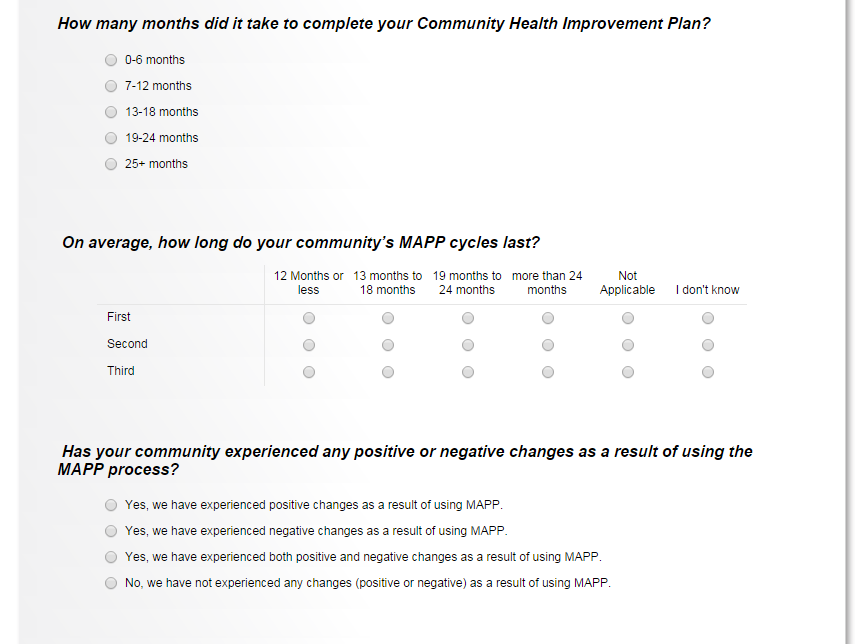 How many months did it take to complete your Community Health Improvement Plan?
0-6 months
7-12 months
13-18 months
19-24 months
25+ months
On average, how long do your community's MAPP cycles last?
12 Months or less 13 months to 18 months 19 months to 24 months more than 24 months Not Applicable I don't know
First
Second
Third
Has your community experienced any positive or negative changes as a result of using the
MAPP process?
Yes, we have experienced positive changes as a result of using MAPP.
Yes, we have experienced negative changes as a result of using MAPP.
Yes, we have experienced both positive and negative changes as a result of using MAPP.
No, we have not experienced any changes (positive or negative) as a result of using MAPP.